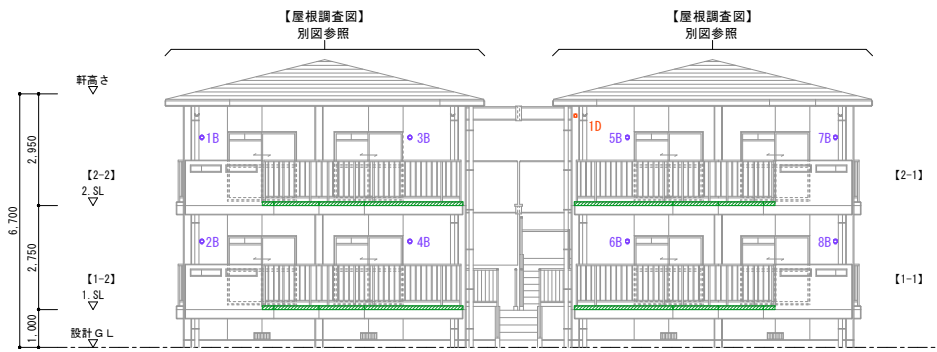 【屋根調査図】
別図参照
【屋根調査図】
別図参照
軒高さ
1D
1B
3B
5B
7B
2,950
【2-2】
【2-1】
2.SL
6,700
2B
4B
6B
8B
2,750
【1-2】
【1-1】
1.SL
1,000
設計GL